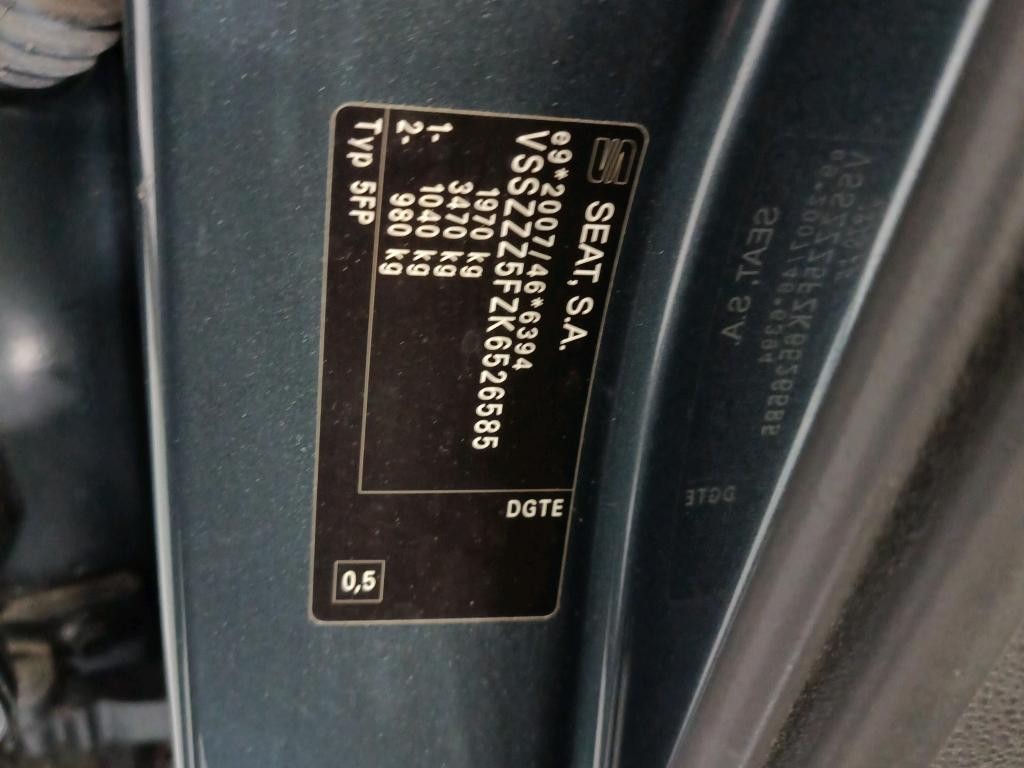 SEAT, S.A.
e9*2007/46*6394
VSSZZZ5FZK6526585
1970 kg
3470 kg
1- 1040 kg
2- 980 kg
Typ 5FP
DGTE
0,5